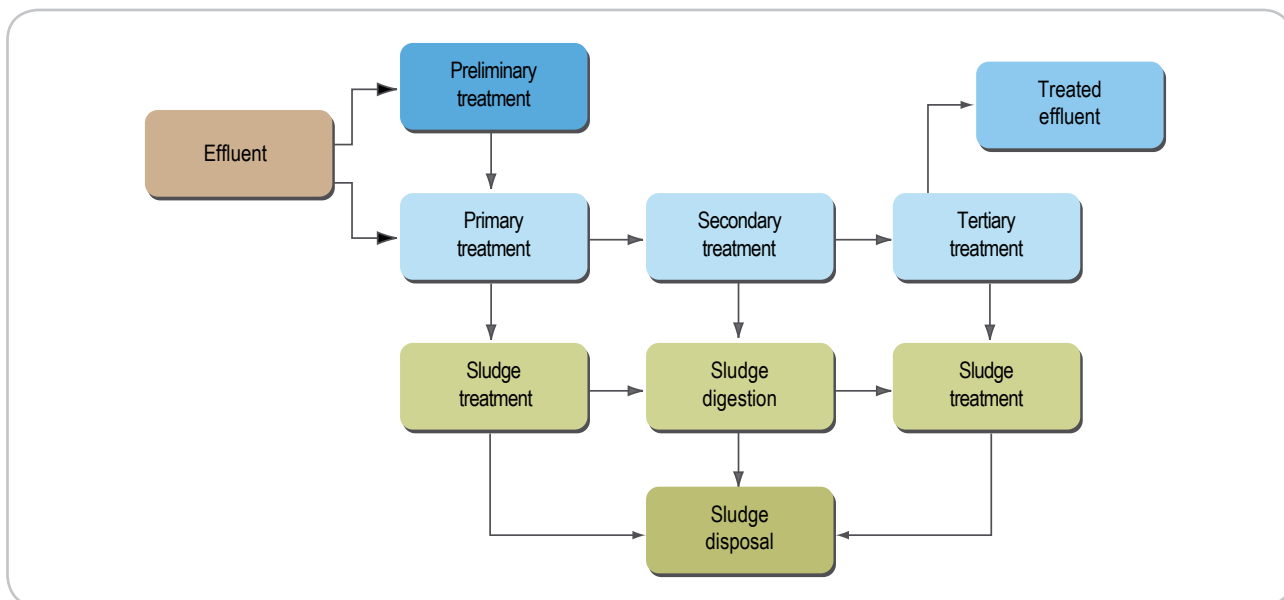 Preliminary
treatment
Treated
effluent
Effluent
Primary
treatment
Secondary
treatment
Tertiary
treatment
Sludge
treatment
Sludge
digestion
Sludge
treatment
Sludge
disposal